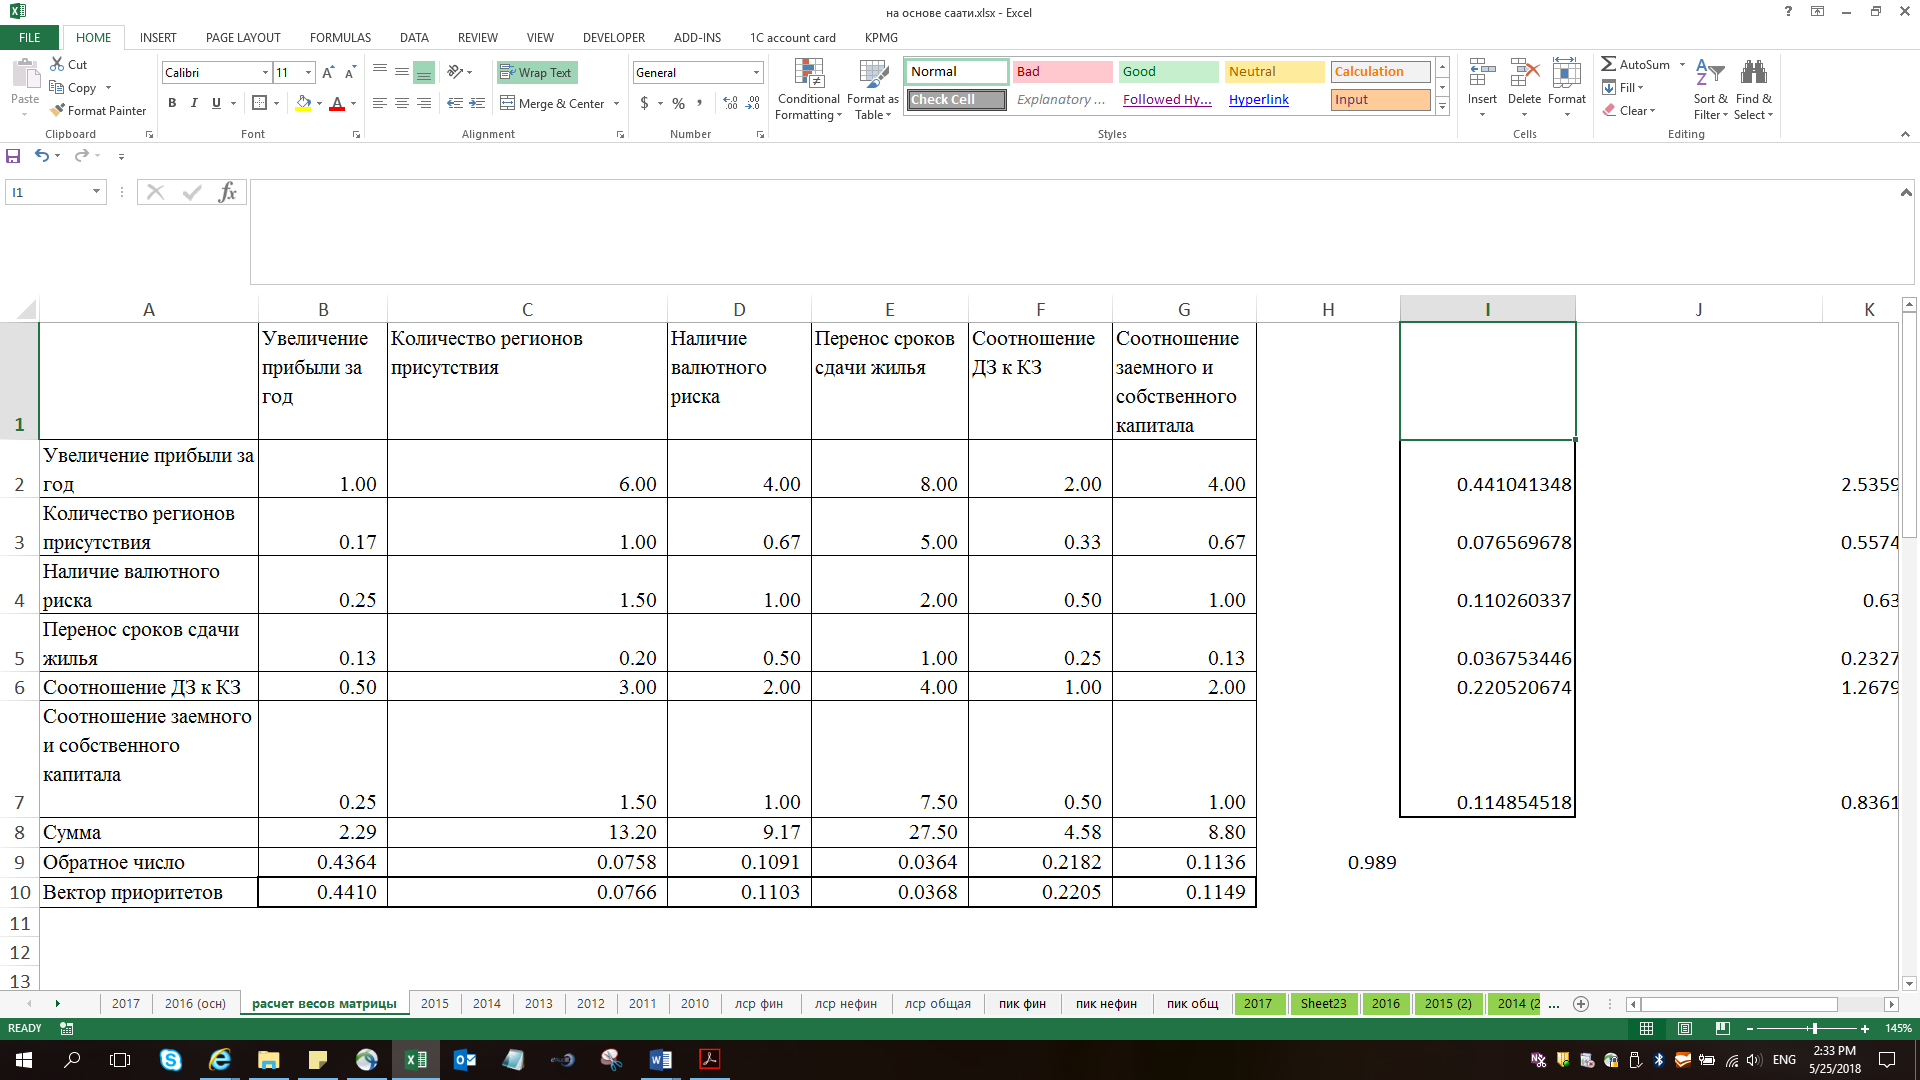 на основе саати.xlsx - Excel
FILE HOME INSERT PAGE LAYOUT FORMULAS DATA REVIEW VIEW DEVELOPER ADD-INS 1C account card KPMG
Paste
Cut
Copy
Format Painter
Clipboard
Calibri 11
B I U
Font
Wrap Text
Merge & Center
Alignment
General
$ %
Number
Conditional Formatting
Format as Table
Normal Bad Good Neutral Calculation
Check Cell Explanatory ... Followed Hy... Hyperlink Input
Styles
Insert Delete Format
Cells
AutoSum
Fill
Clear
Sort & Filter
Find & Select
Editing
I1
fx
A B C D E F G H I J K
1 Увеличение прибыли за год Количество регионов присутствия Наличие валютного риска Перенос сроков сдачи жилья Соотношение ДЗ к КЗ Соотношение заемного и собственного капитала
2 Увеличение прибыли за год 1.00 6.00 4.00 8.00 2.00 4.00 0.441041348 2.5359
3 Количество регионов присутствия 0.17 1.00 0.67 5.00 0.33 0.67 0.076569678 0.5574
4 Наличие валютного риска 0.25 1.50 1.00 2.00 0.50 1.00 0.110260337 0.63
5 Перенос сроков сдачи жилья 0.13 0.20 0.50 1.00 0.25 0.13 0.036753446 0.2327
6 Соотношение ДЗ к КЗ 0.50 3.00 2.00 4.00 1.00 2.00 0.220520674 1.2679
7 Соотношение заемного и собственного капитала 0.25 1.50 1.00 7.50 0.50 1.00 0.114854518 0.8361
8 Сумма 2.29 13.20 9.17 27.50 4.58 8.80
9 Обратное число 0.4364 0.0758 0.1091 0.0364 0.2182 0.1136 0.989
10 Вектор приоритетов 0.4410 0.0766 0.1103 0.0368 0.2205 0.1149
11
12
13
2017 2016 (осн) расчет весов матрицы 2015 2014 2013 2012 2011 2010 лср фин лср нефин лср общая пик фин пик нефин пик общ 2017 Sheet23 2016 2015 (2) 2014 (2 ...
READY
145%
ENG
2:33 PM
5/25/2018